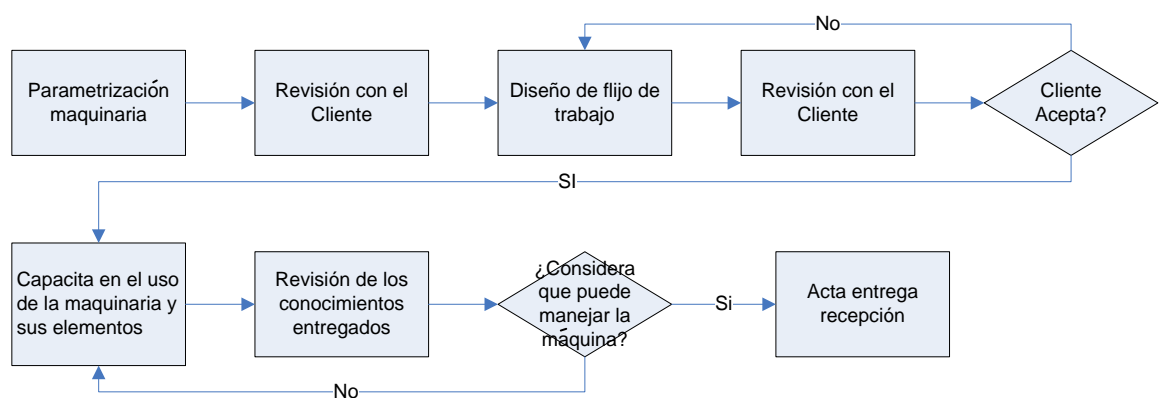 No
Parametrización
maquinaria
Revisión con el
Cliente
Diseño de flijo de
trabajo
Revisión con el
Cliente
Cliente
Acepta?
SI
Capacita en el uso
de la maquinaria y
sus elementos
Revisión de los
conocimientos
entregados
¿Considera
que puede
manejar la
máquina?
Si
Acta entrega
recepción
No